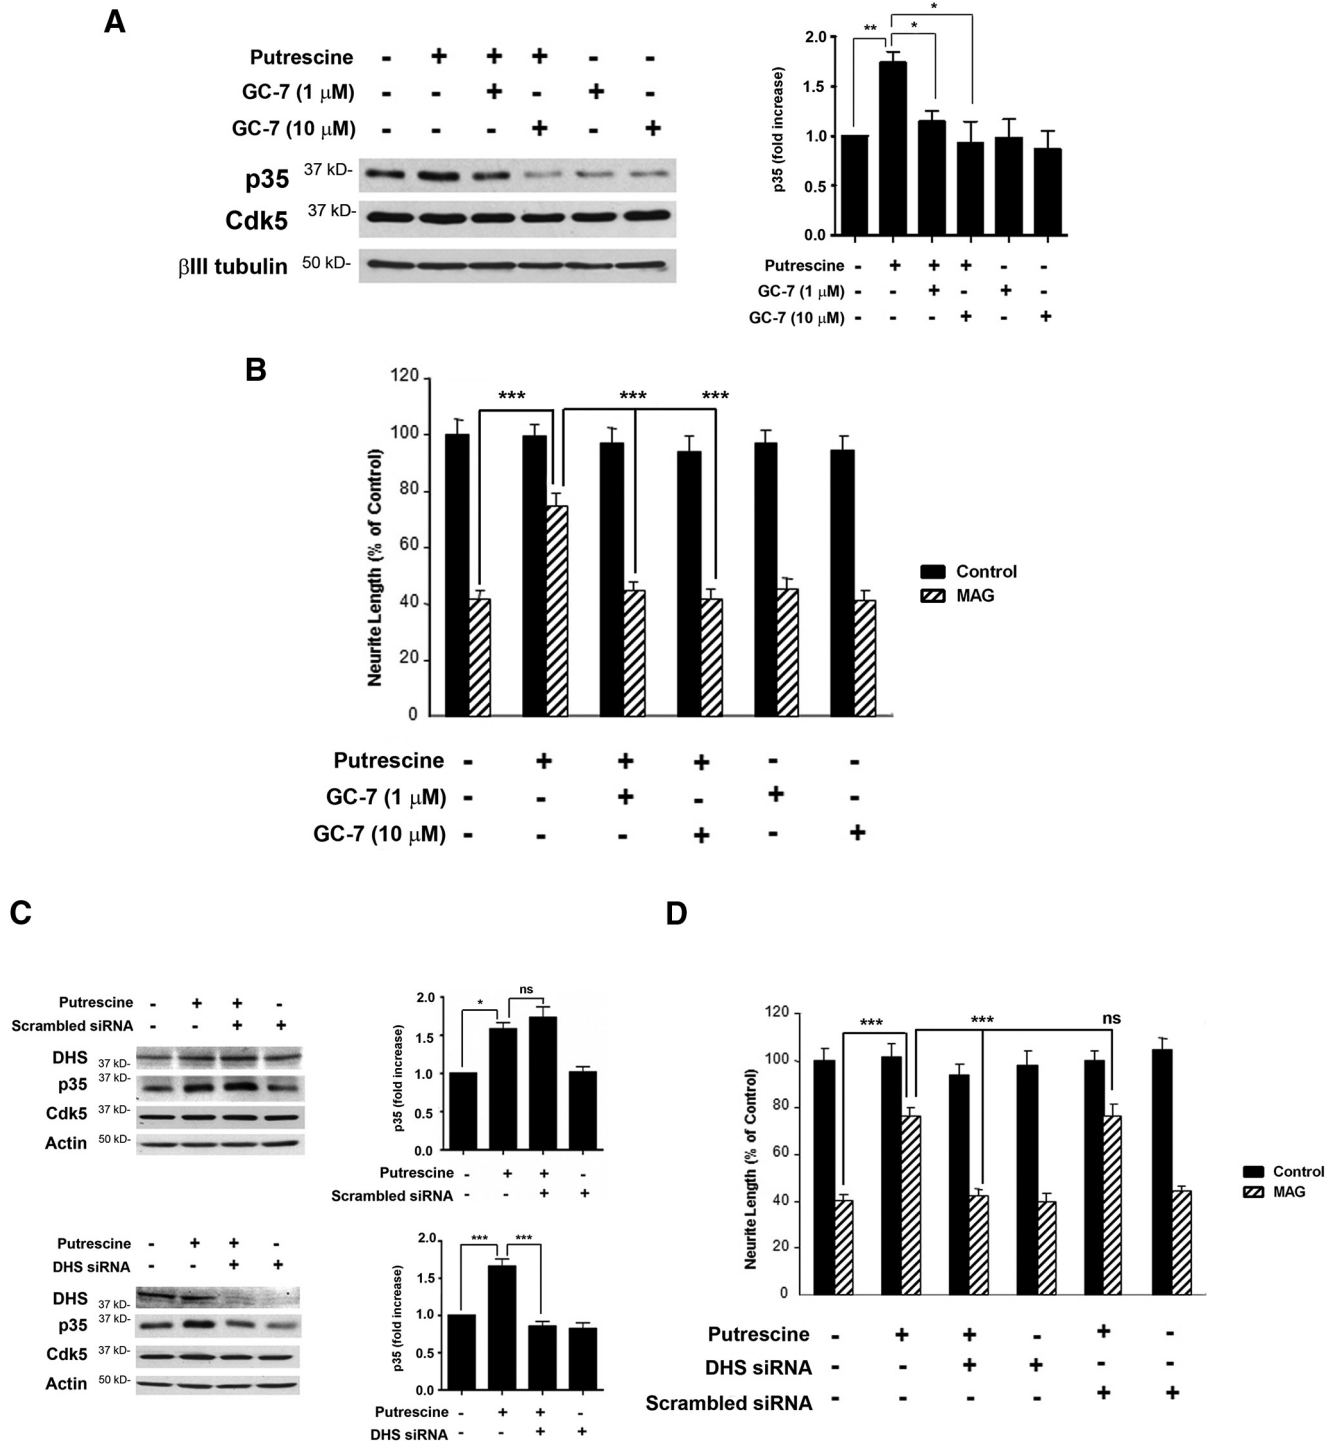 A
Putrescine - + + + - -
GC-7 (1 μM) - - + - + -
GC-7 (10 μM) - - - + - +
p35 37 kD-
Cdk5 37 kD-
βIII tubulin 50 kD-
p35 (fold increase)
2.0
1.5
1.0
0.5
0.0
** * *
Putrescine - + + + - -
GC-7 (1 μM) - - + - + -
GC-7 (10 μM) - - - + - +
B
Neurite Length (% of Control)
120
100
80
60
40
20
0
*** *** ***
Control
MAG
Putrescine - + + + - -
GC-7 (1 μM) - - + - + -
GC-7 (10 μM) - - - + - +
C
Putrescine - + + -
Scrambled siRNA - - + +
DHS 37 kD-
p35 37 kD-
Cdk5 37 kD-
Actin 50 kD-
p35 (fold increase)
2.0
1.5
1.0
0.5
0.0
* ns
Putrescine - + + -
Scrambled siRNA - - + +
Putrescine - + + -
DHS siRNA - - + +
DHS 37 kD-
p35 37 kD-
Cdk5 37 kD-
Actin 50 kD-
p35 (fold increase)
2.0
1.5
1.0
0.5
0.0
*** ***
Putrescine - + + -
DHS siRNA - - + +
D
Neurite Length (% of Control)
120
100
80
60
40
20
0
*** *** ns
Control
MAG
Putrescine - + + - + -
DHS siRNA - - + + - -
Scrambled siRNA - - - - + +